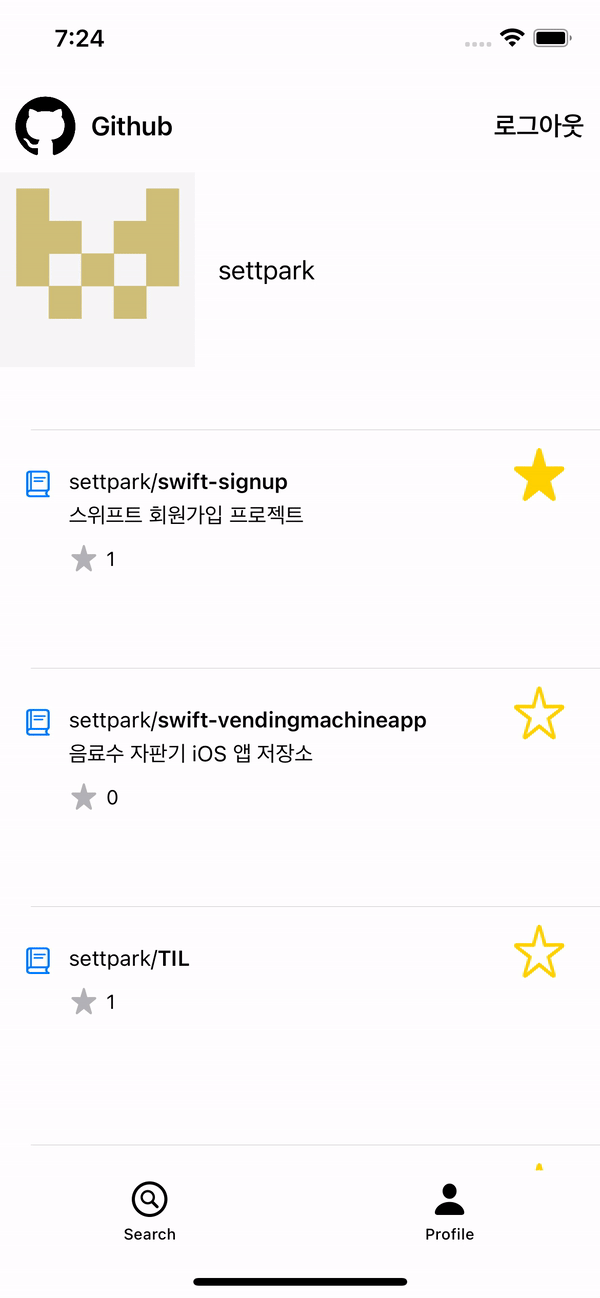 7:24
Github
로그아웃
settpark
settpark/swift-signup
스위프트 회원가입 프로젝트
1
settpark/swift-vendingmachineapp
음료수 자판기 iOS 앱 저장소
0
settpark/TIL
1
Search
Profile